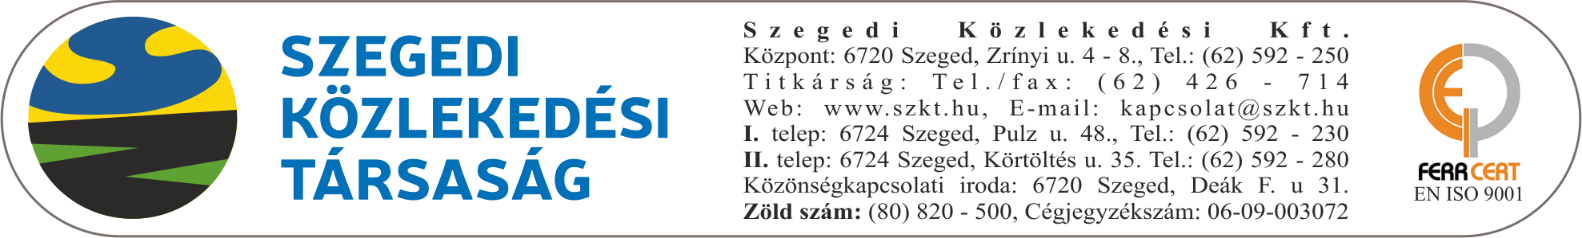 SZEGEDI
KÖZLEKEDÉSI
TÁRSASÁG
Szegedi Közlekedési Kft.
Központ: 6720 Szeged, Zrínyi u. 4 - 8., Tel.: (62) 592 - 250
Titkárság: Tel./fax: (62) 426 - 714
Web: www.szkt.hu, E-mail: kapcsolat@szkt.hu
I. telep: 6724 Szeged, Pulz u. 48., Tel.: (62) 592 - 230
II. telep: 6724 Szeged, Körtöltés u. 35. Tel.: (62) 592 - 280
Közönségkapcsolati iroda: 6720 Szeged, Deák F. u 31.
Zöld szám: (80) 820 - 500, Cégjegyzékszám: 06-09-003072
FERR CERT
EN ISO 9001